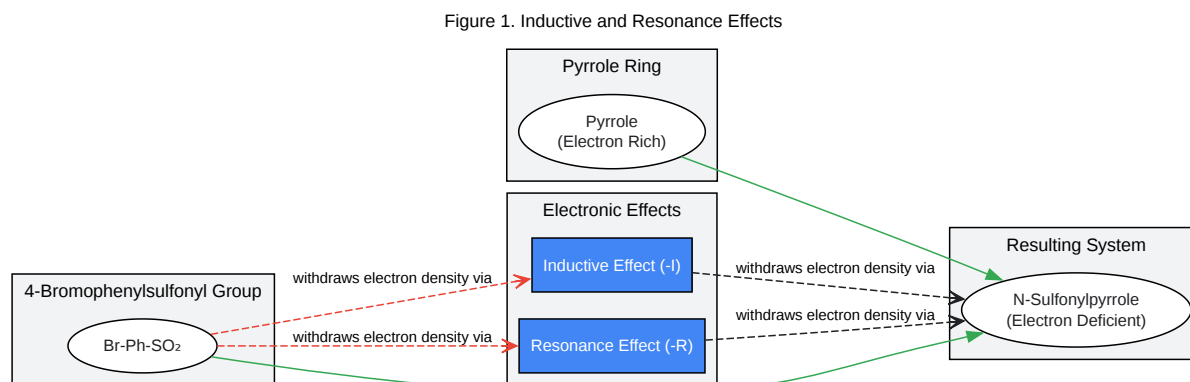 Figure 1. Inductive and Resonance Effects
Pyrrole Ring
Pyrrole
(Electron Rich)
Electronic Effects
Inductive Effect (-I)
Resonance Effect (-R)
4-Bromophenylsulfonyl Group
Br-Ph-SO₂
withdraws electron density via
withdraws electron density via
withdraws electron density via
withdraws electron density via
Resulting System
N-Sulfonylpyrrole
(Electron Deficient)